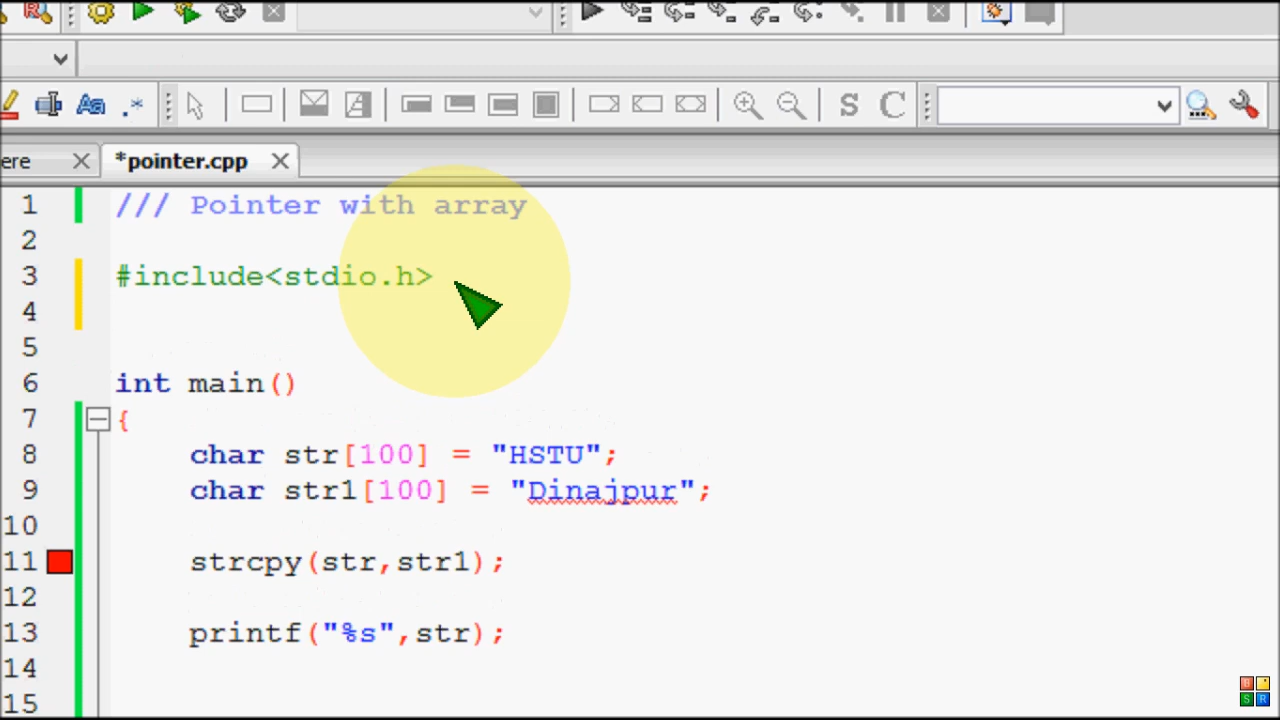 ere
*pointer.cpp
1 /// Pointer with array
2
3 #include<stdio.h>
4
5
6 int main()
7 {
8 char str[100] = "HSTU";
9 char str1[100] = "Dinajpur";
10
11 strcpy(str,str1);
12
13 printf("%s",str);
14
15